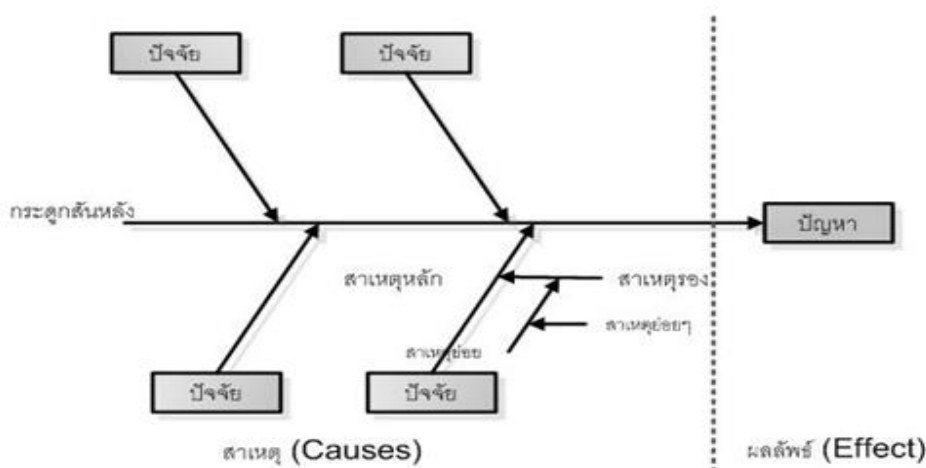 ปัจจัย
ปัจจัย
กระดูกสันหลัง
ปัญหา
สาเหตุหลัก
สาเหตุรอง
สาเหตุย่อยๆ
สาเหตุย่อย
ปัจจัย
ปัจจัย
สาเหตุ (Causes)
ผลลัพธ์ (Effect)